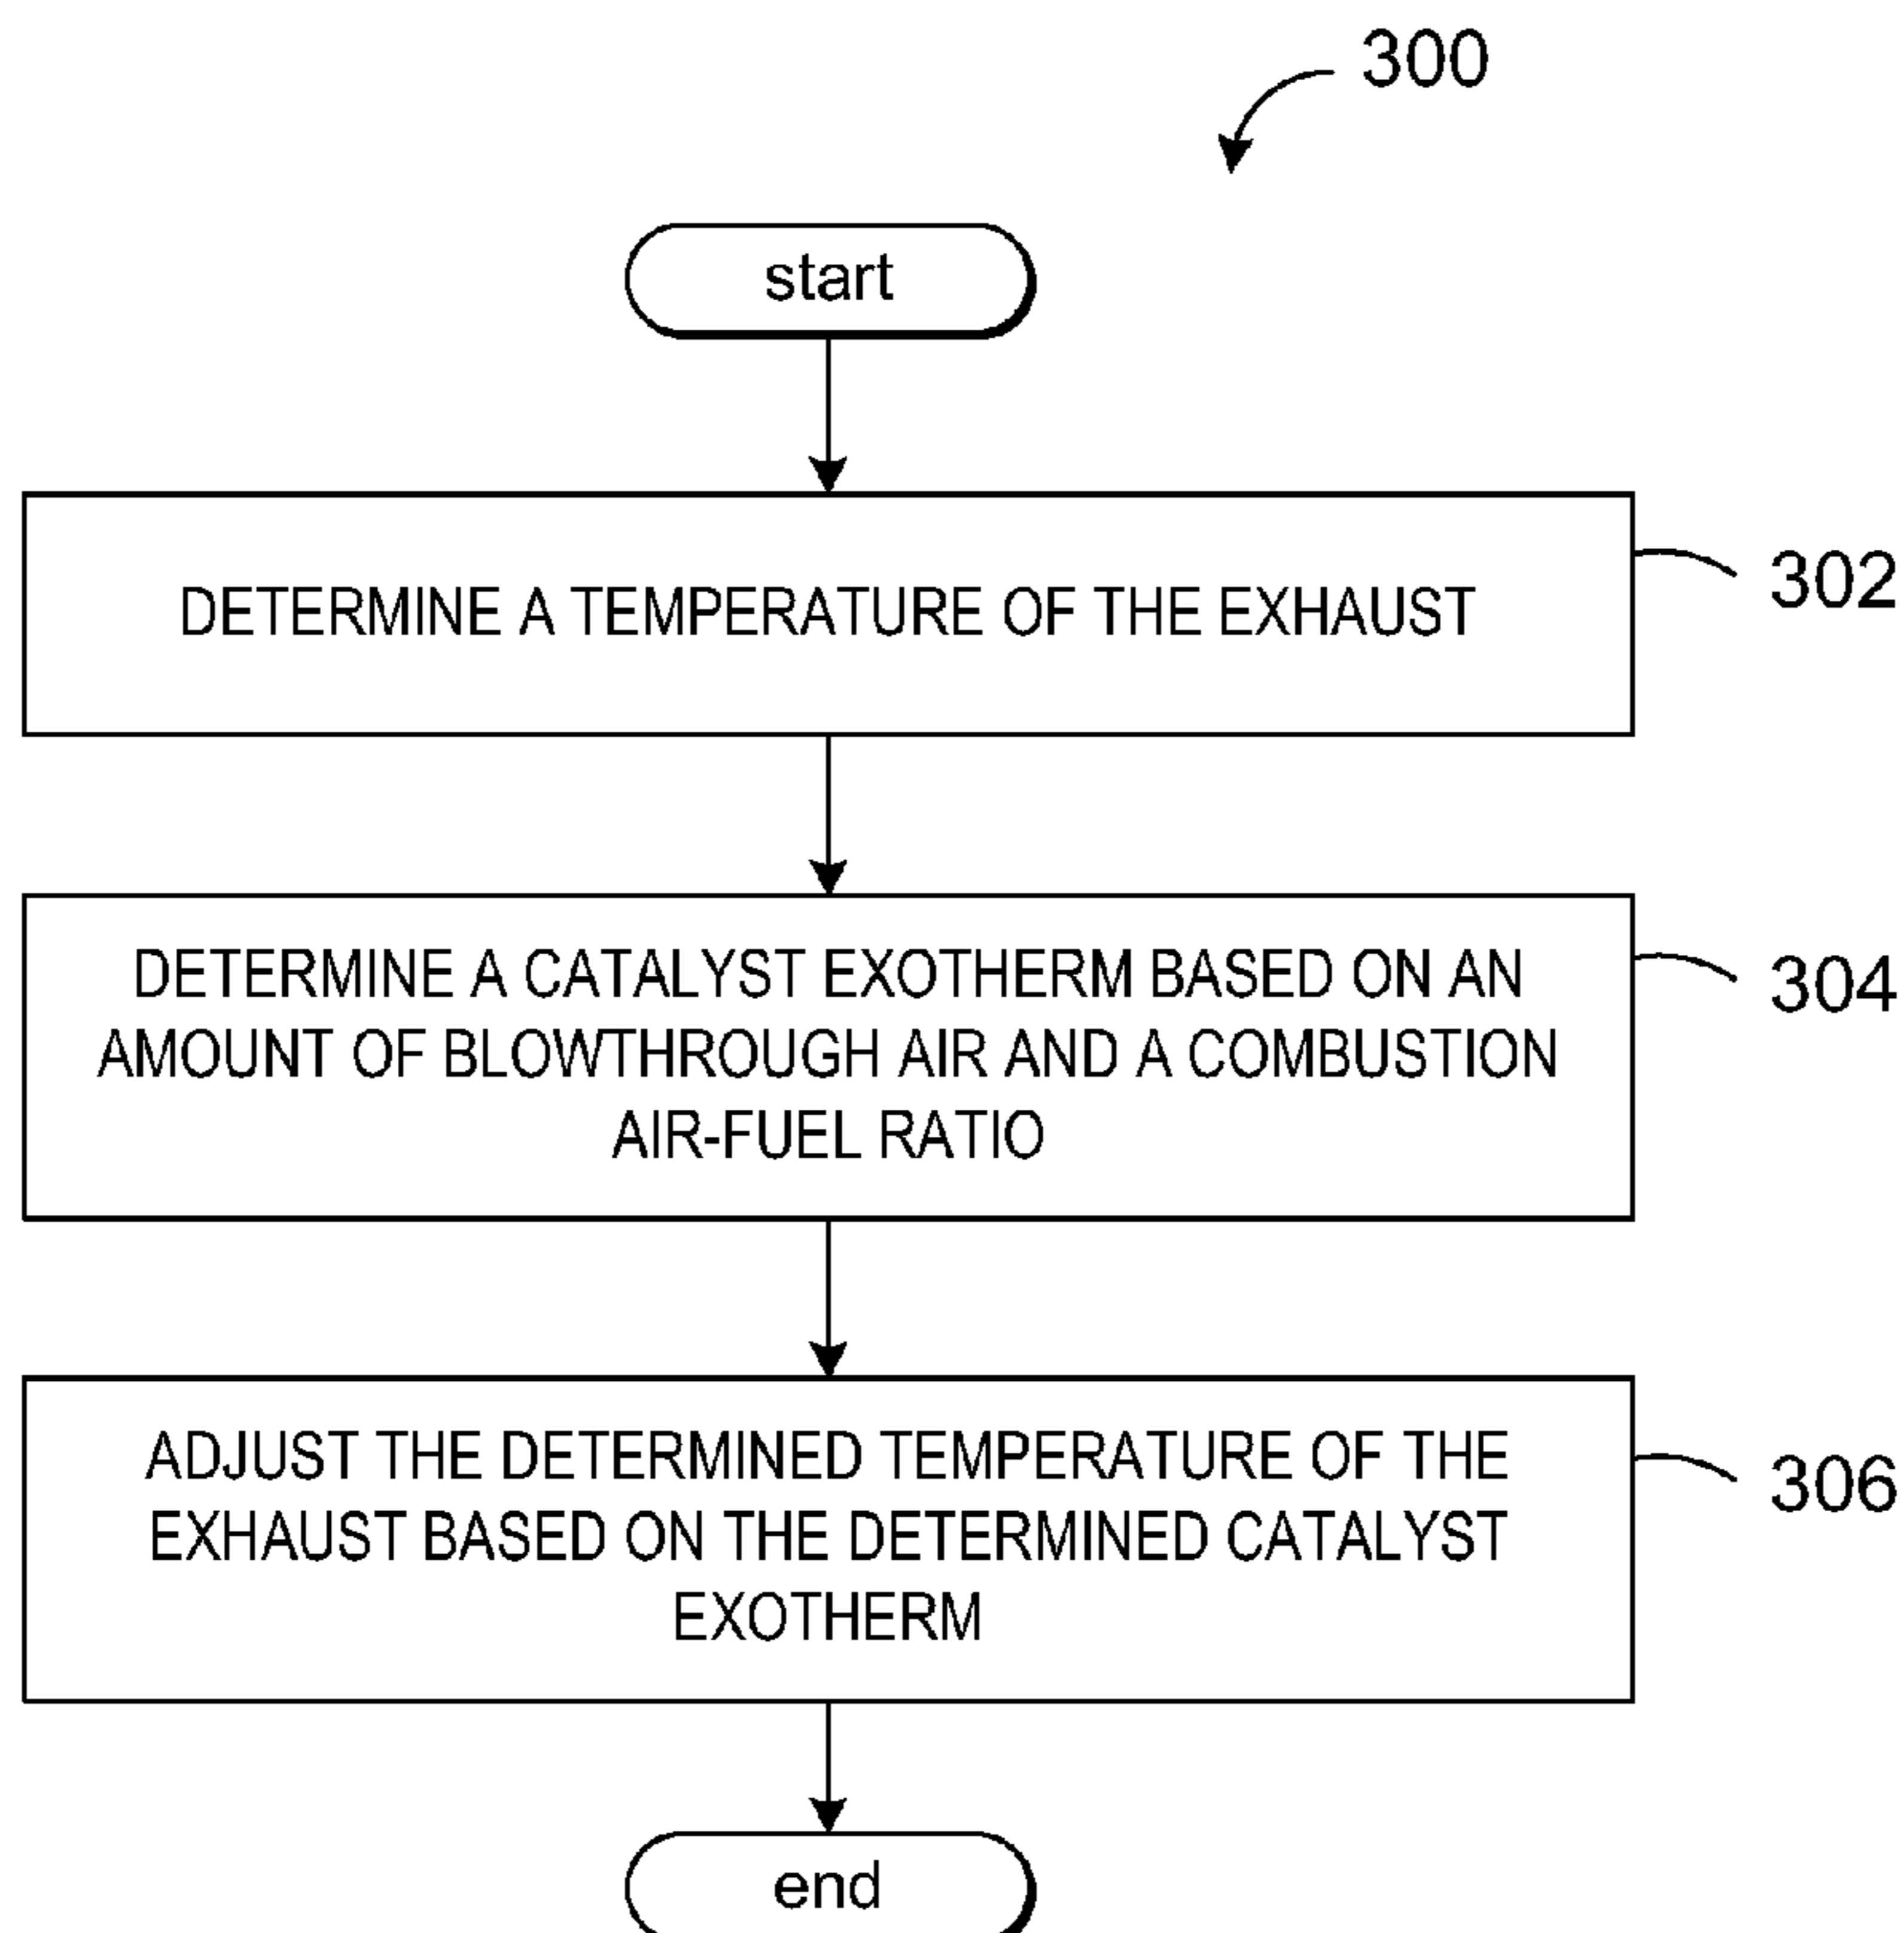 300
start
DETERMINE A TEMPERATURE OF THE EXHAUST
302
DETERMINE A CATALYST EXOTHERM BASED ON AN
AMOUNT OF BLOWTHROUGH AIR AND A COMBUSTION
AIR-FUEL RATIO
304
ADJUST THE DETERMINED TEMPERATURE OF THE
EXHAUST BASED ON THE DETERMINED CATALYST
EXOTHERM
306
end